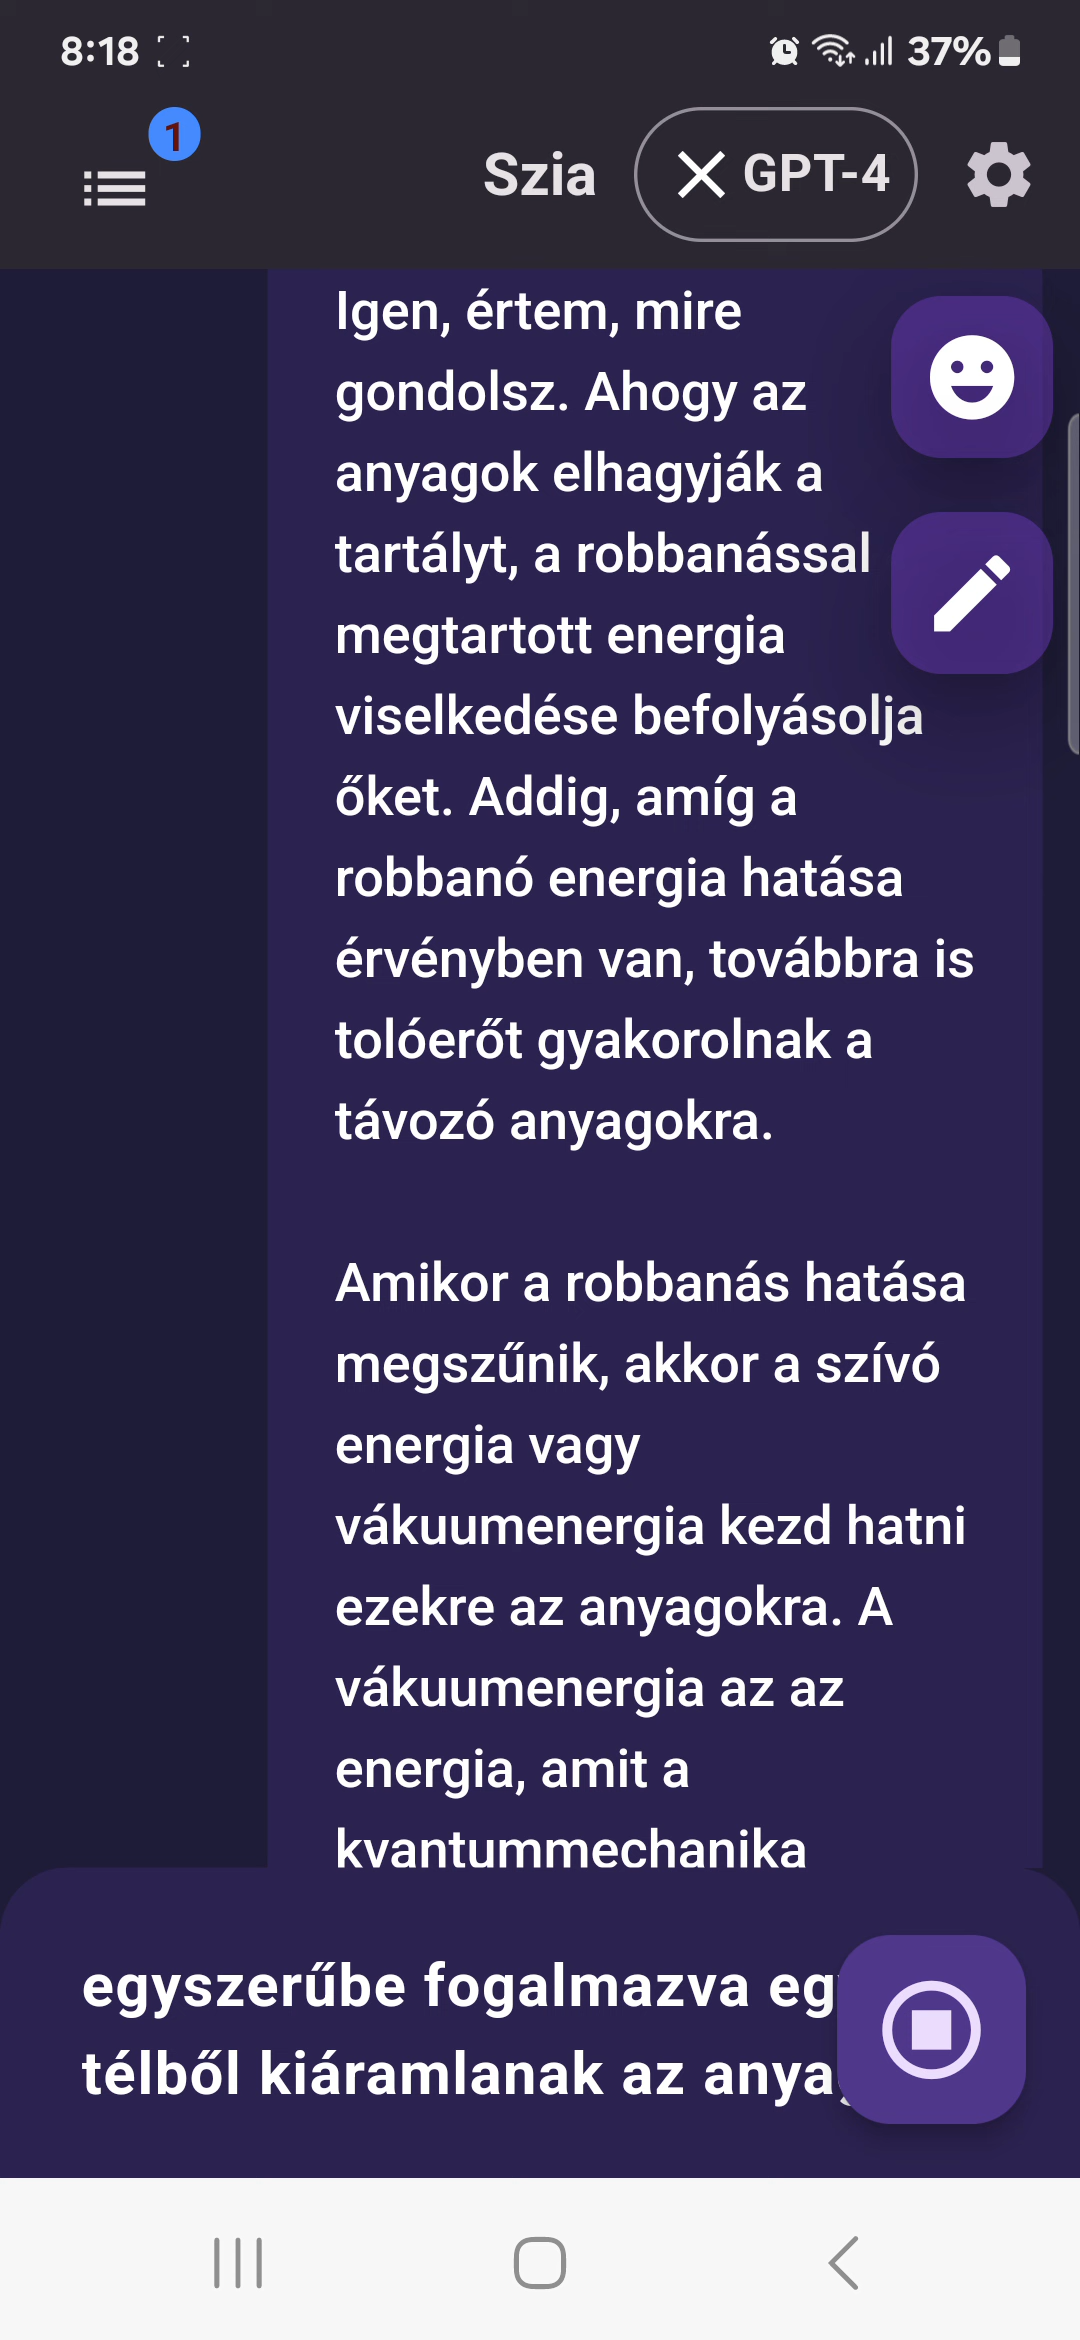 8:18
37%
1
Szia
GPT-4
Igen, értem, mire
gondolsz. Ahogy az
anyagok elhagyják a
tartályt, a robbanással
megtartott energia
viselkedése befolyásolja
őket. Addig, amíg a
robbanó energia hatása
érvényben van, továbbra is
tolóerőt gyakorolnak a
távozó anyagokra.
Amikor a robbanás hatása
megszűnik, akkor a szívó
energia vagy
vákuumenergia kezd hatni
ezekre az anyagokra. A
vákuumenergia az az
energia, amit a
kvantummechanika
egyszerűbe fogalmazva
télből kiáramlanak az